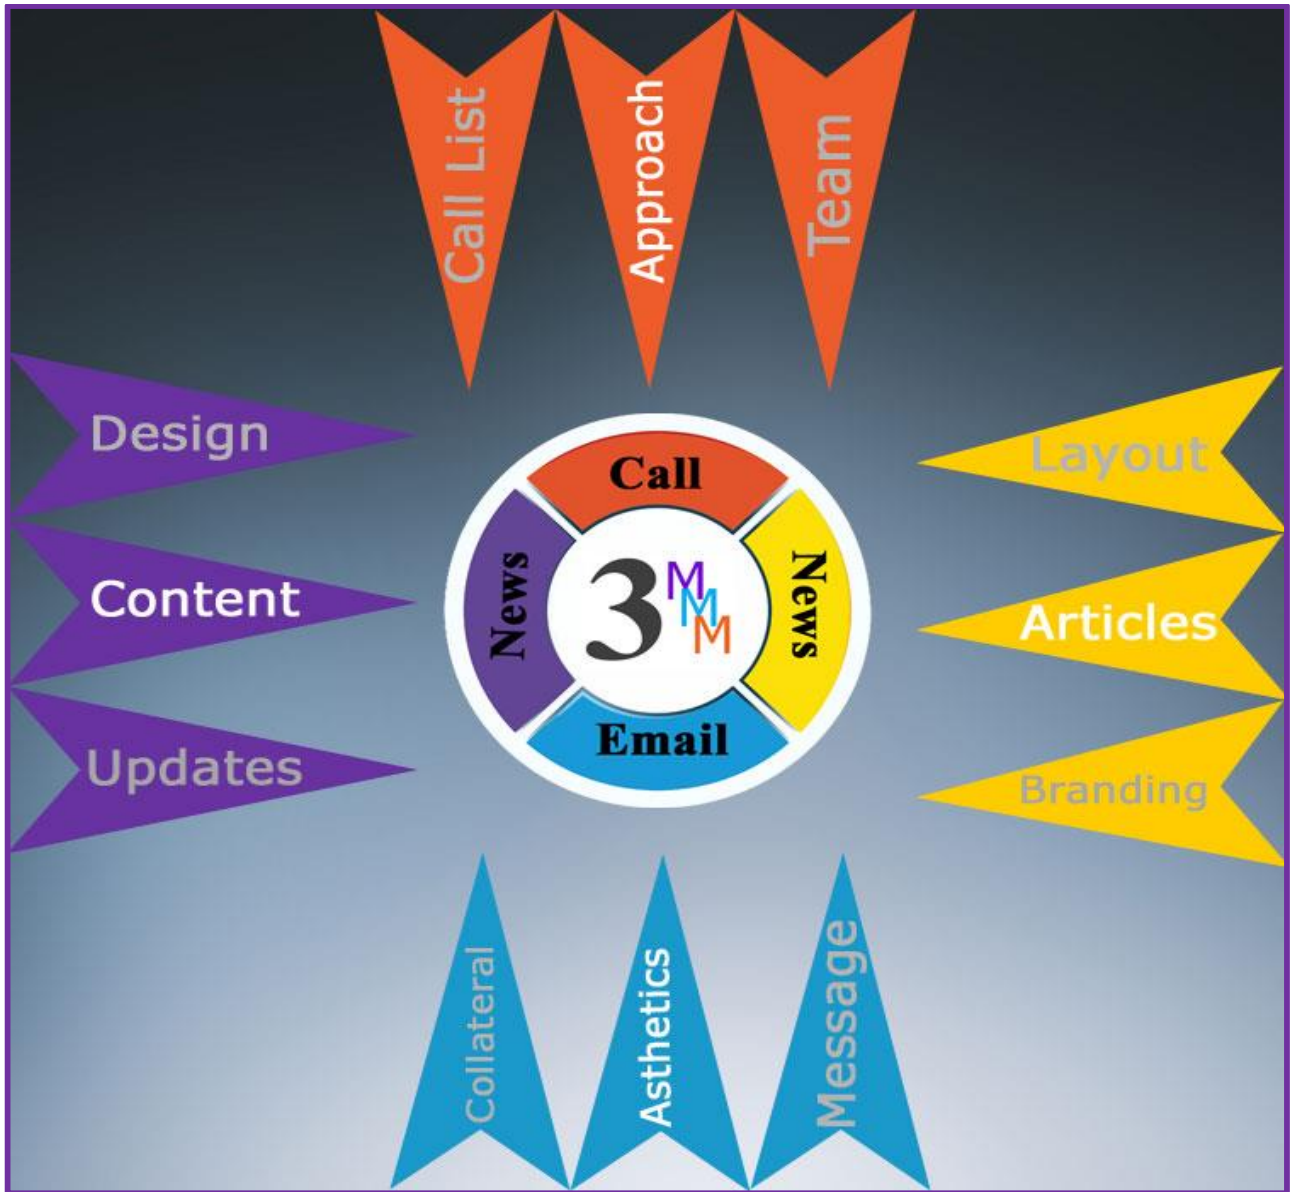 Call List
Approach
Team
Design
Content
Updates
Call
News
3 M
M
M
News
Email
Layout
Articles
Branding
Collateral
Asthetics
Message